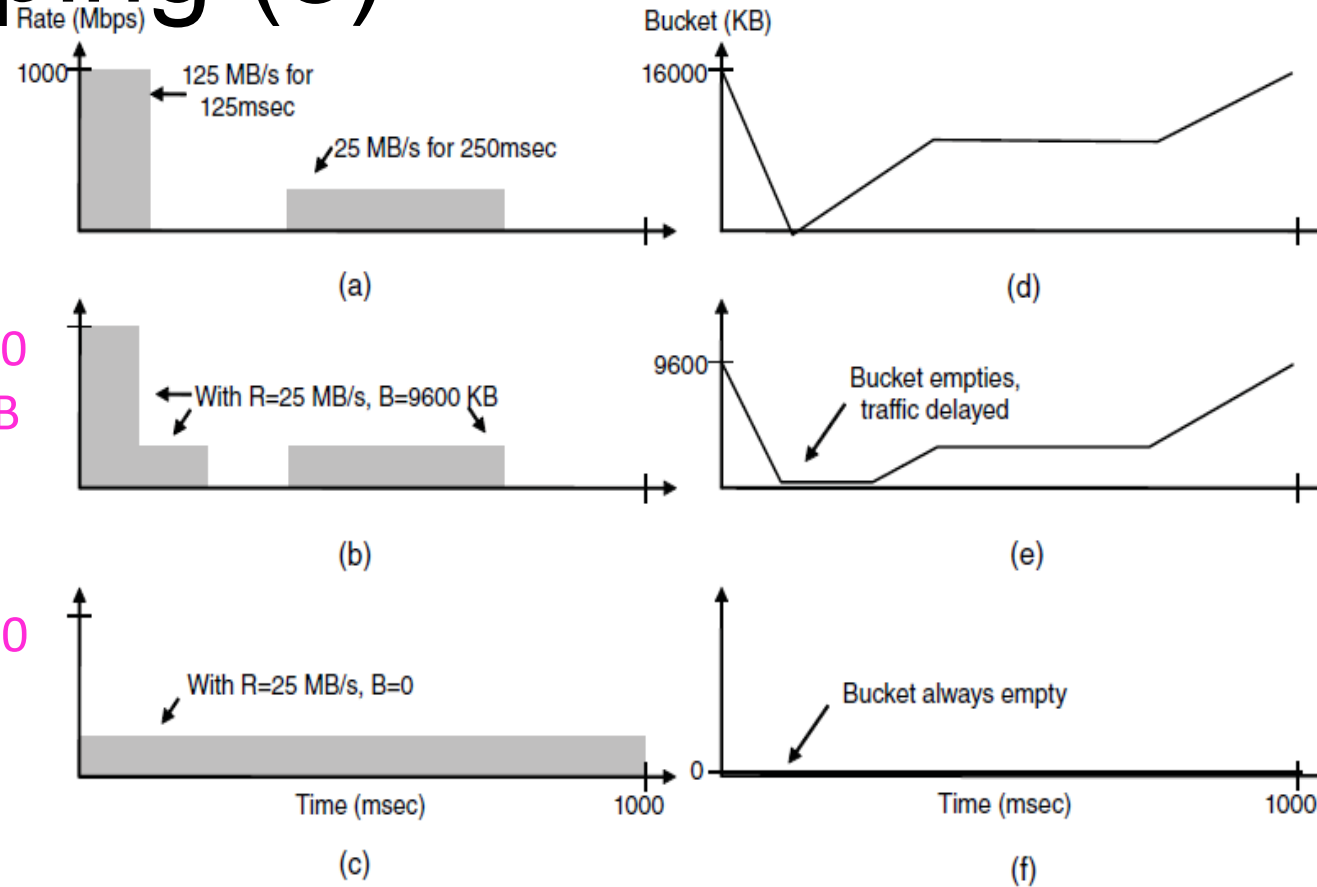 ping (3)
Rate (Mbps)
1000
125 MB/s for
125msec
25 MB/s for 250msec
(a)
Bucket (KB)
16000
(d)
0
B
With R=25 MB/s, B=9600 KB
(b)
9600
Bucket empties,
traffic delayed
(e)
0
With R=25 MB/s, B=0
Time (msec)
1000
(c)
Bucket always empty
0
Time (msec)
1000
(f)